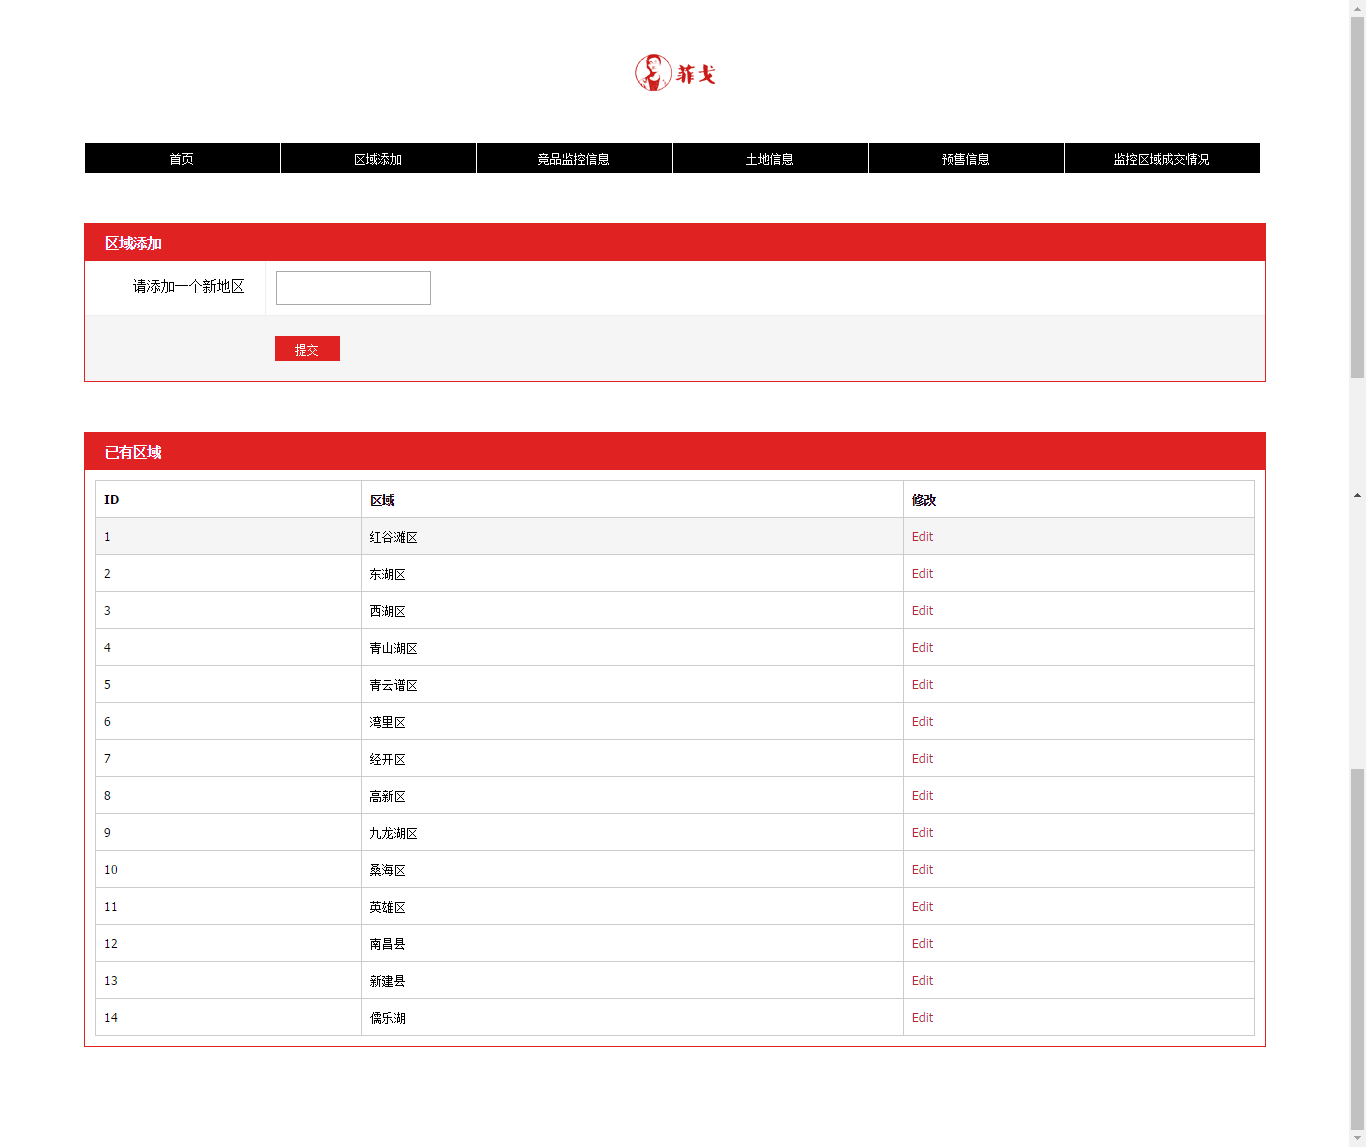 菲戈
首页 区域添加 竞品监控信息 土地信息 预售信息 监控区域成交情况
区域添加
请添加一个新地区
提交
已有区域
ID 区域 修改
1 红谷滩区 Edit
2 东湖区 Edit
3 西湖区 Edit
4 青山湖区 Edit
5 青云谱区 Edit
6 湾里区 Edit
7 经开区 Edit
8 高新区 Edit
9 九龙湖区 Edit
10 桑海区 Edit
11 英雄区 Edit
12 南昌县 Edit
13 新建县 Edit
14 儒乐湖 Edit